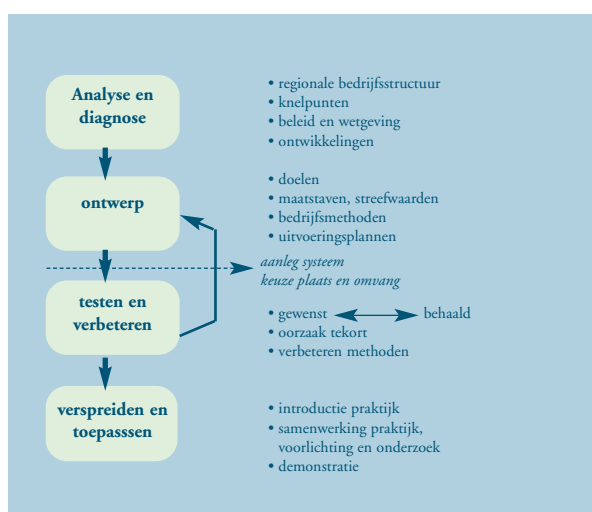 Analyse en
diagnose
• regionale bedrijfsstructuur
• knelpunten
• beleid en wetgeving
• ontwikkelingen
ontwerp
• doelen
• maatstaven, streefwaarden
• bedrijfsmethoden
• uitvoeringsplannen
aanleg systeem
keuze plaats en omvang
testen en
verbeteren
• gewenst behaald
• oorzaak tekort
• verbeteren methoden
verspreiden en
toepasssen
• introductie praktijk
• samenwerking praktijk,
voorlichting en onderzoek
• demonstratie